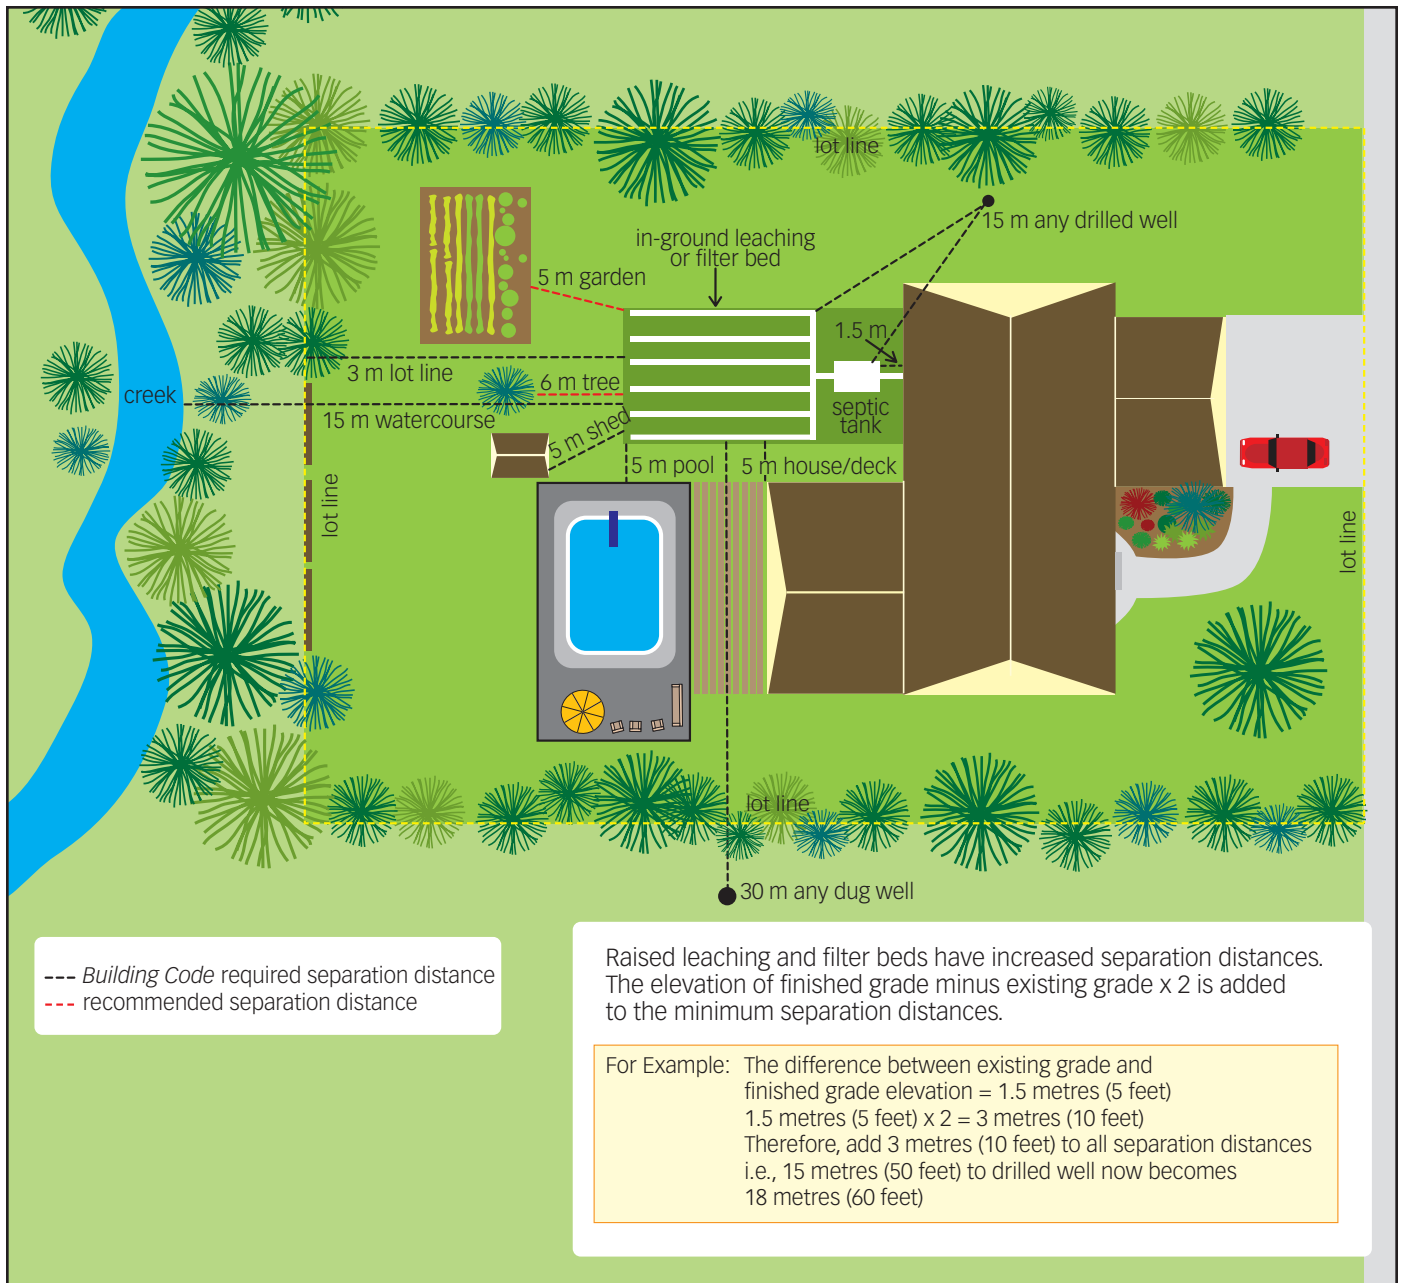 lot line
15 m any drilled well
in-ground leaching
or filter bed
5 m garden
1.5 m
3 m lot line
6 m tree
creek
15 m watercourse
septic
tank
5 m shed
5 m pool
5 m house/deck
lot line
lot line
lot line
30 m any dug well
--- Building Code required separation distance
--- recommended separation distance
Raised leaching and filter beds have increased separation distances.
The elevation of finished grade minus existing grade x 2 is added
to the minimum separation distances.
For Example: The difference between existing grade and
finished grade elevation = 1.5 metres (5 feet)
1.5 metres (5 feet) x 2 = 3 metres (10 feet)
Therefore, add 3 metres (10 feet) to all separation distances
i.e., 15 metres (50 feet) to drilled well now becomes
18 metres (60 feet)